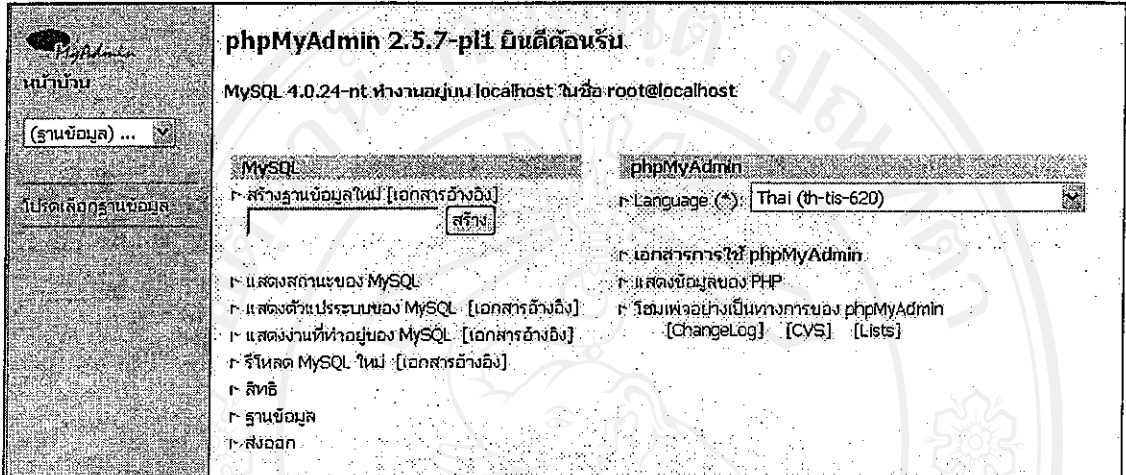 MyAdmin
หน้าบ้าน
(ฐานข้อมูล) ...
โปรดเลือกฐานข้อมูล
phpMyAdmin 2.5.7-pl1 ยินดีต้อนรับ
MySQL 4.0.24-nt ทำงานอยู่บน localhost ในชื่อ root@localhost
MySQL
สร้างฐานข้อมูลใหม่ [เอกสารอ้างอิง]
สร้าง
แสดงสถานะของ MySQL
แสดงตัวแปรระบบของ MySQL [เอกสารอ้างอิง]
แสดงงานที่ทำอยู่ของ MySQL [เอกสารอ้างอิง]
รีโหลด MySQL ใหม่ [เอกสารอ้างอิง]
สิทธิ
ฐานข้อมูล
ส่งออก
phpMyAdmin
Language (*): Thai (th-tis-620)
เอกสารการใช้ phpMyAdmin
แสดงข้อมูลของ PHP
โฮมเพจอย่างเป็นทางการของ phpMyAdmin
[ChangeLog] [CVS] [Lists]